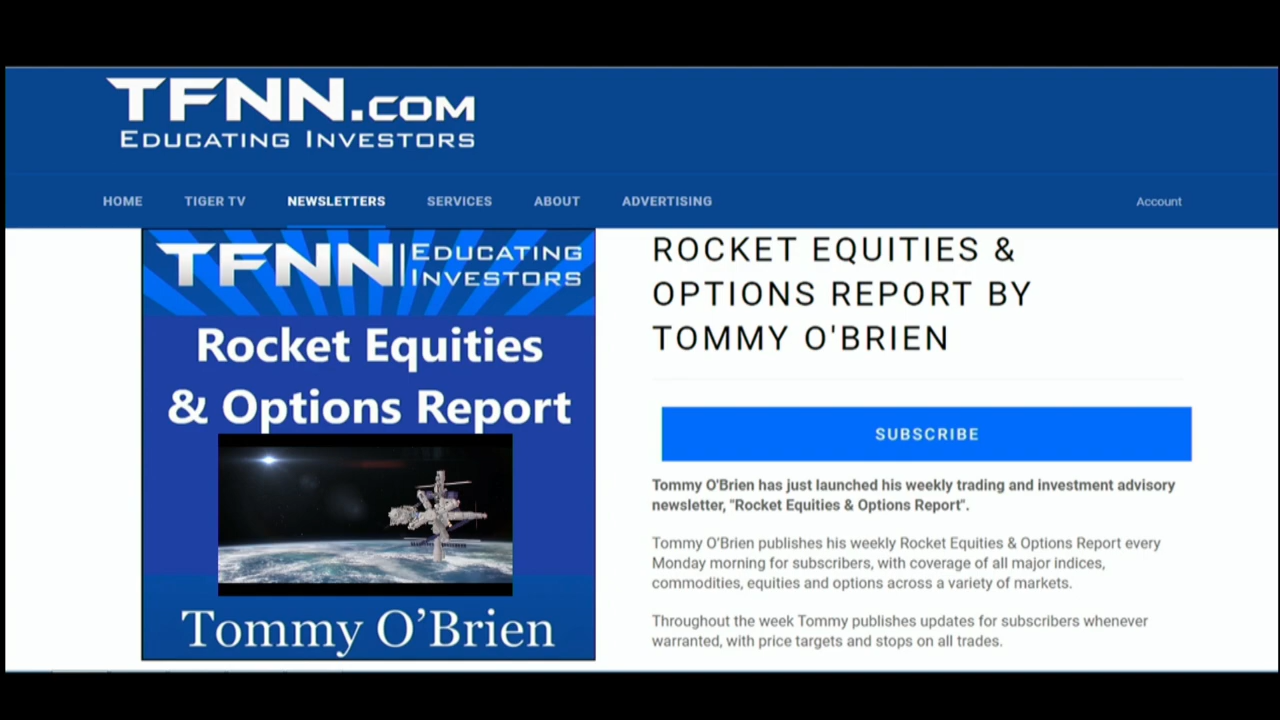 TFNN.COM
EDUCATING INVESTORS
HOME TIGER TV NEWSLETTERS SERVICES ABOUT ADVERTISING Account
TFNN | EDUCATING
INVESTORS
Rocket Equities
& Options Report
Tommy O’Brien
ROCKET EQUITIES &
OPTIONS REPORT BY
TOMMY O'BRIEN
SUBSCRIBE
Tommy O'Brien has just launched his weekly trading and investment advisory
newsletter, "Rocket Equities & Options Report".
Tommy O'Brien publishes his weekly Rocket Equities & Options Report every
Monday morning for subscribers, with coverage of all major indices,
commodities, equities and options across a variety of markets.
Throughout the week Tommy publishes updates for subscribers whenever
warranted, with price targets and stops on all trades.